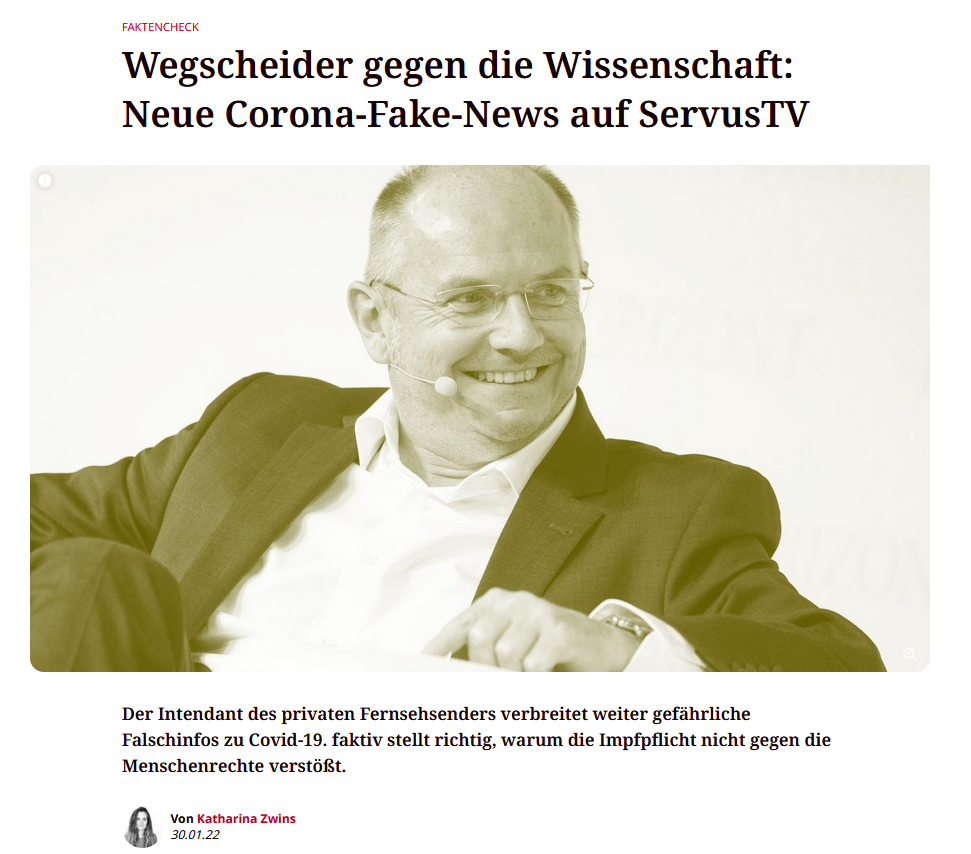 FAKTENCHECK
Wegscheider gegen die Wissenschaft:
Neue Corona-Fake-News auf ServusTV
Der Intendant des privaten Fernsehsenders verbreitet weiter gefährliche
Falschinfos zu Covid-19. faktiv stellt richtig, warum die Impfpflicht nicht gegen die
Menschenrechte verstößt.
Von Katharina Zwins
30.01.22